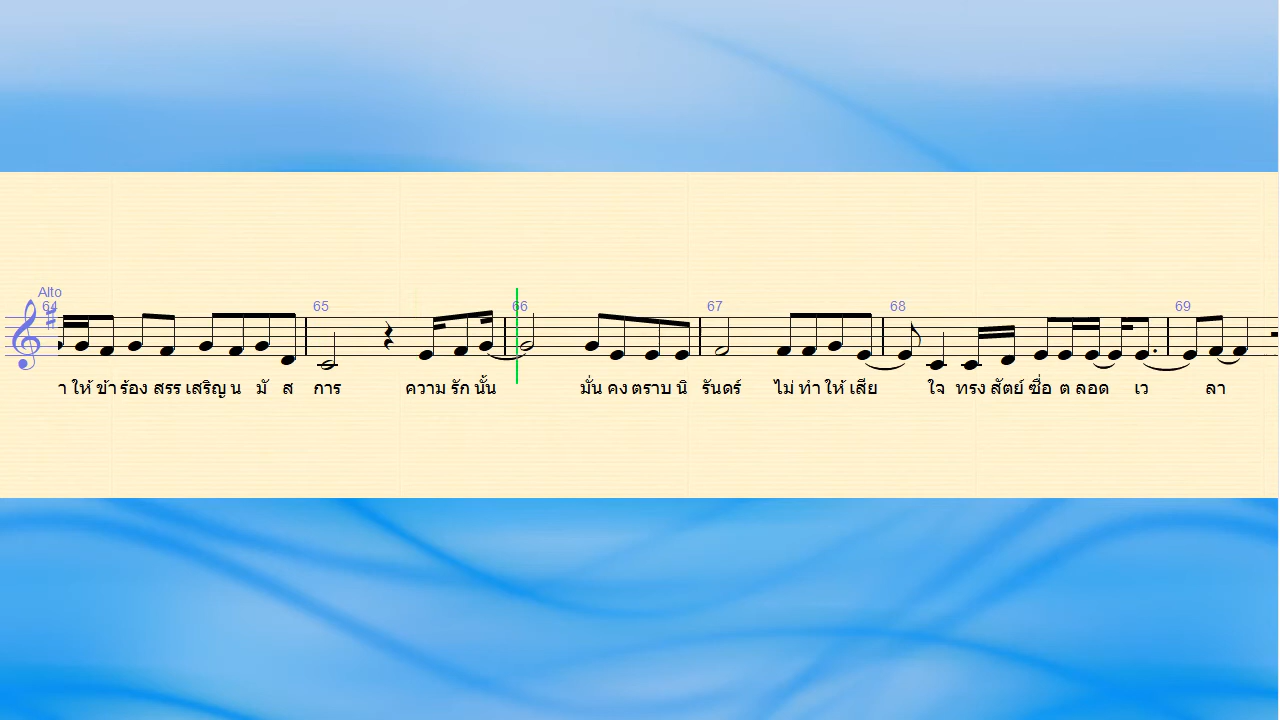 Alto
64 65 66 67 68 69
า ให้ ข้า ร้อง สรร เสริญ น มั ส การ ความ รัก นั้น มั่น คง ตราบ นิ รันดร์ ไม่ ทำ ให้ เสีย ใจ ทรง สัตย์ ซื่อ ต ลอด เว ลา